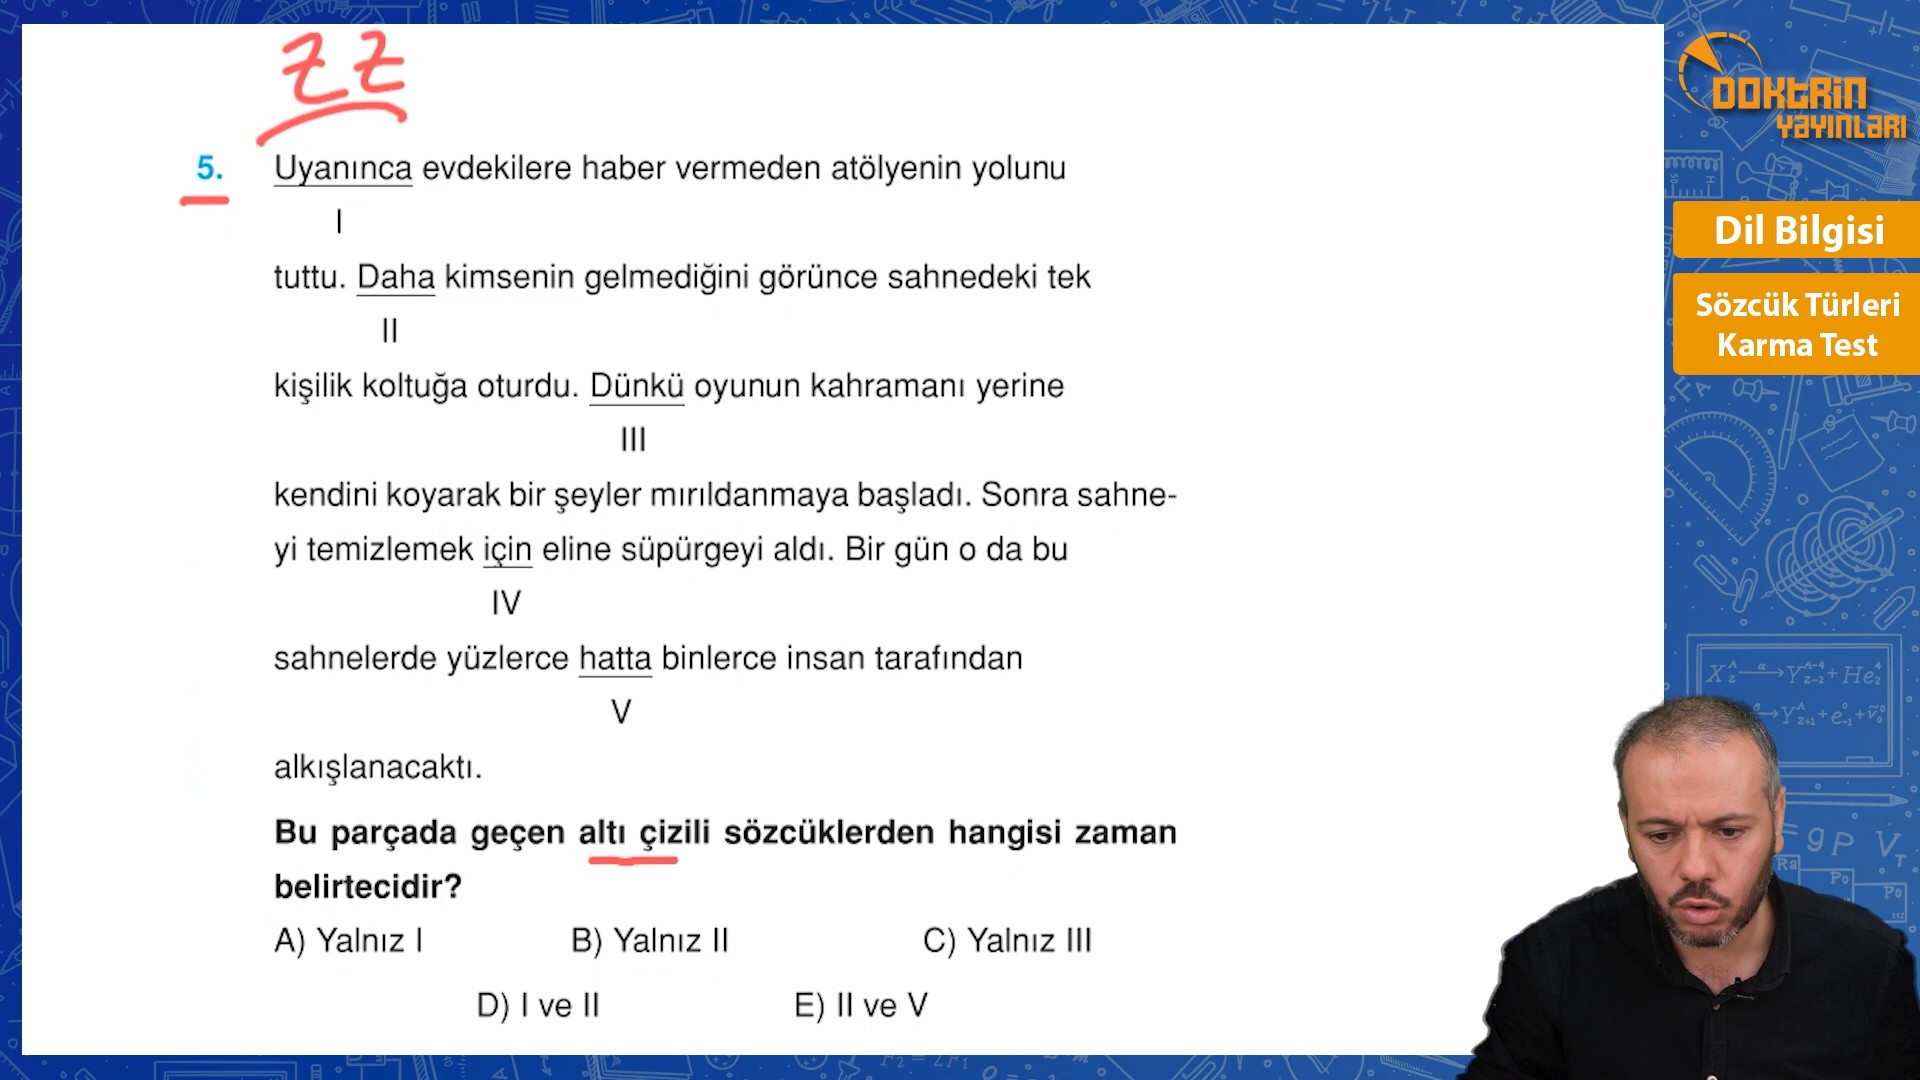 ZZ
5. Uyanınca evdekilere haber vermeden atölyenin yolunu
I
tuttu. Daha kimsenin gelmediğini görünce sahnedeki tek
II
kişilik koltuğa oturdu. Dünkü oyunun kahramanı yerine
III
kendini koyarak bir şeyler mırıldanmaya başladı. Sonra sahne-
yi temizlemek için eline süpürgeyi aldı. Bir gün o da bu
IV
sahnelerde yüzlerce hatta binlerce insan tarafından
V
alkışlanacaktı.
Bu parçada geçen altı çizili sözcüklerden hangisi zaman
belirtecidir?
A) Yalnız I B) Yalnız II C) Yalnız III
D) I ve II E) II ve V
DOKTRİN
YAYINLARI
Dil Bilgisi
Sözcük Türleri
Karma Test